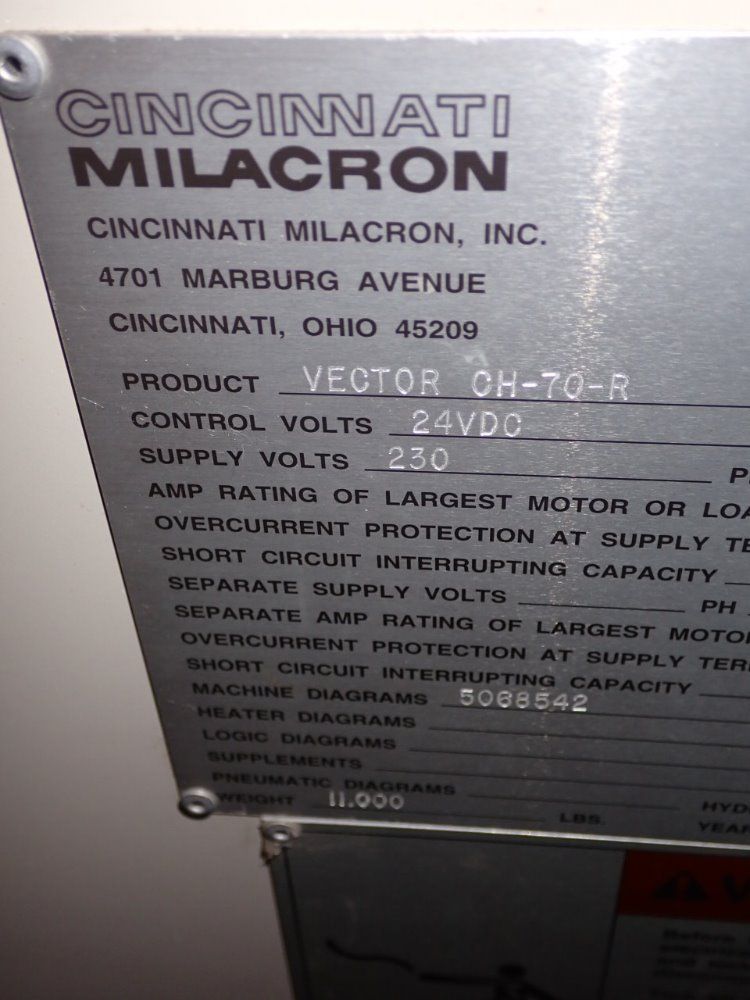 CINCINNATI
MILACRON
CINCINNATI MILACRON, INC.
4701 MARBURG AVENUE
CINCINNATI, OHIO 45209
PRODUCT VECTOR CH-70-R
CONTROL VOLTS 24VDC
SUPPLY VOLTS 230
AMP RATING OF LARGEST MOTOR OR
OVERCURRENT PROTECTION AT SUPPLY
SHORT CIRCUIT INTERRUPTING CAPACITY
SEPARATE SUPPLY VOLTS PH
SEPARATE AMP RATING OF LARGEST
OVERCURRENT PROTECTION AT SUPPLY
SHORT CIRCUIT INTERRUPTING CAPACITY
MACHINE DIAGRAMS 5068542
HEATER DIAGRAMS
LOGIC DIAGRAMS
SUPPLEMENTS
PNEUMATIC DIAGRAMS
WEIGHT 11.000 LBS.
Before